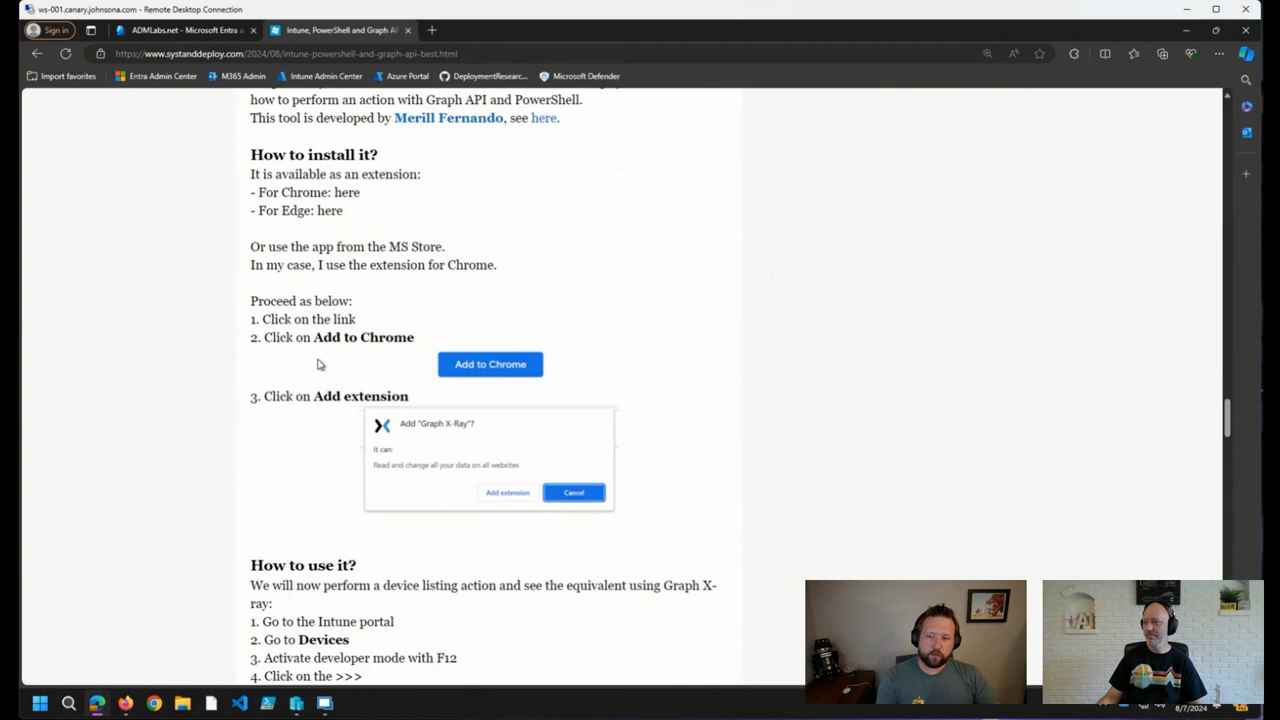 ws-001.canary.johnsona.com - Remote Desktop Connection
Sign in
ADMLabs.net - Microsoft Entra
Intune, PowerShell and Graph AP
https://www.systanddeploy.com/2024/08/intune-powershell-and-graph-api-best.html
Import favorites
Entra Admin Center
M365 Admin
Intune Admin Center
Azure Portal
DeploymentResearc...
Microsoft Defender
how to perform an action with Graph API and PowerShell.
This tool is developed by Merill Fernando, see here.
How to install it?
It is available as an extension:
- For Chrome: here
- For Edge: here
Or use the app from the MS Store.
In my case, I use the extension for Chrome.
Proceed as below:
1. Click on the link
2. Click on Add to Chrome
Add to Chrome
3. Click on Add extension
Add "Graph X-Ray"?
It can:
Read and change all your data on all websites
Add extension
Cancel
How to use it?
We will now perform a device listing action and see the equivalent using Graph X-
ray:
1. Go to the Intune portal
2. Go to Devices
3. Activate developer mode with F12
4. Click on the >>>
8/7/2024